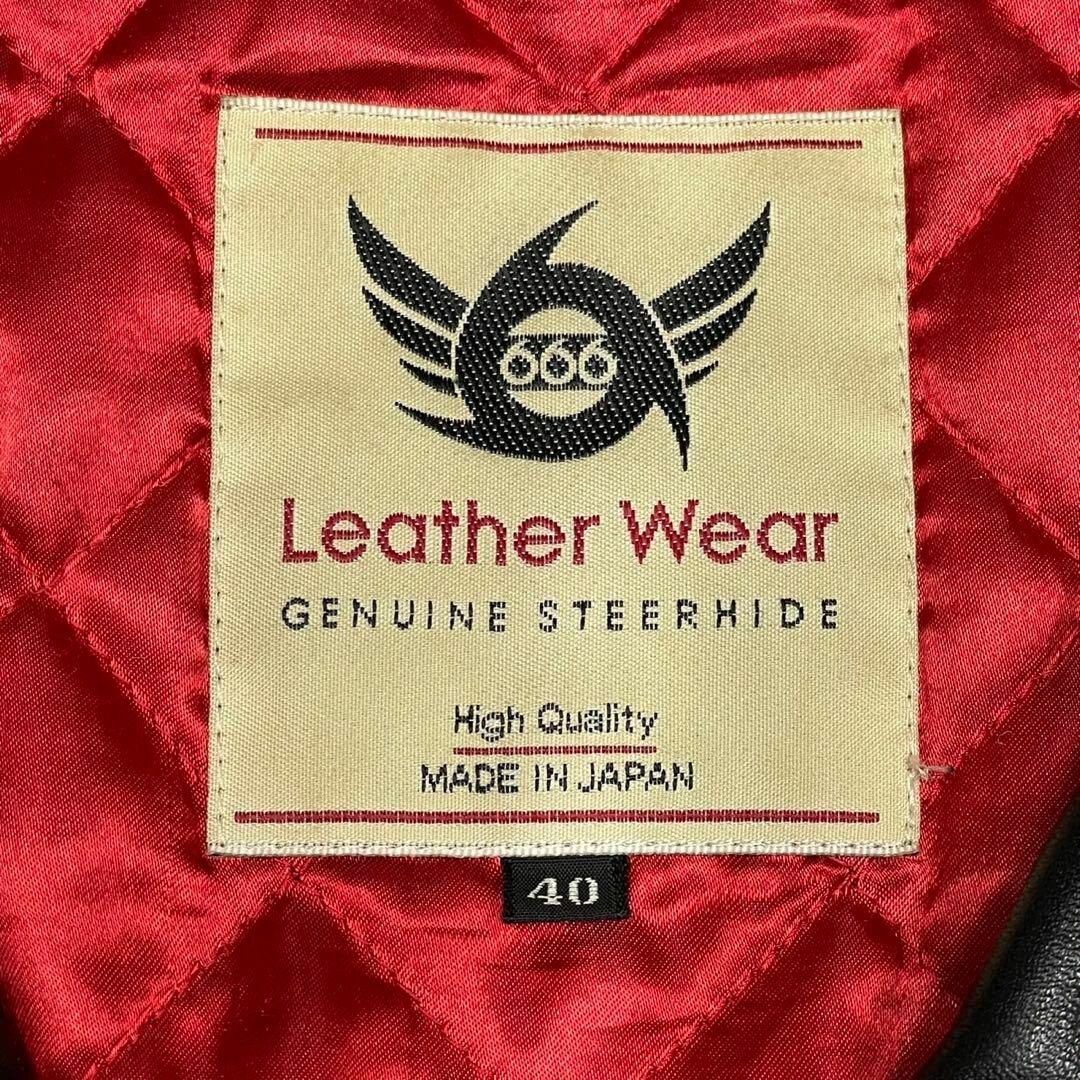 666
Leather Wear
GENUINE STEERHIDE
High Quality
MADE IN JAPAN
40